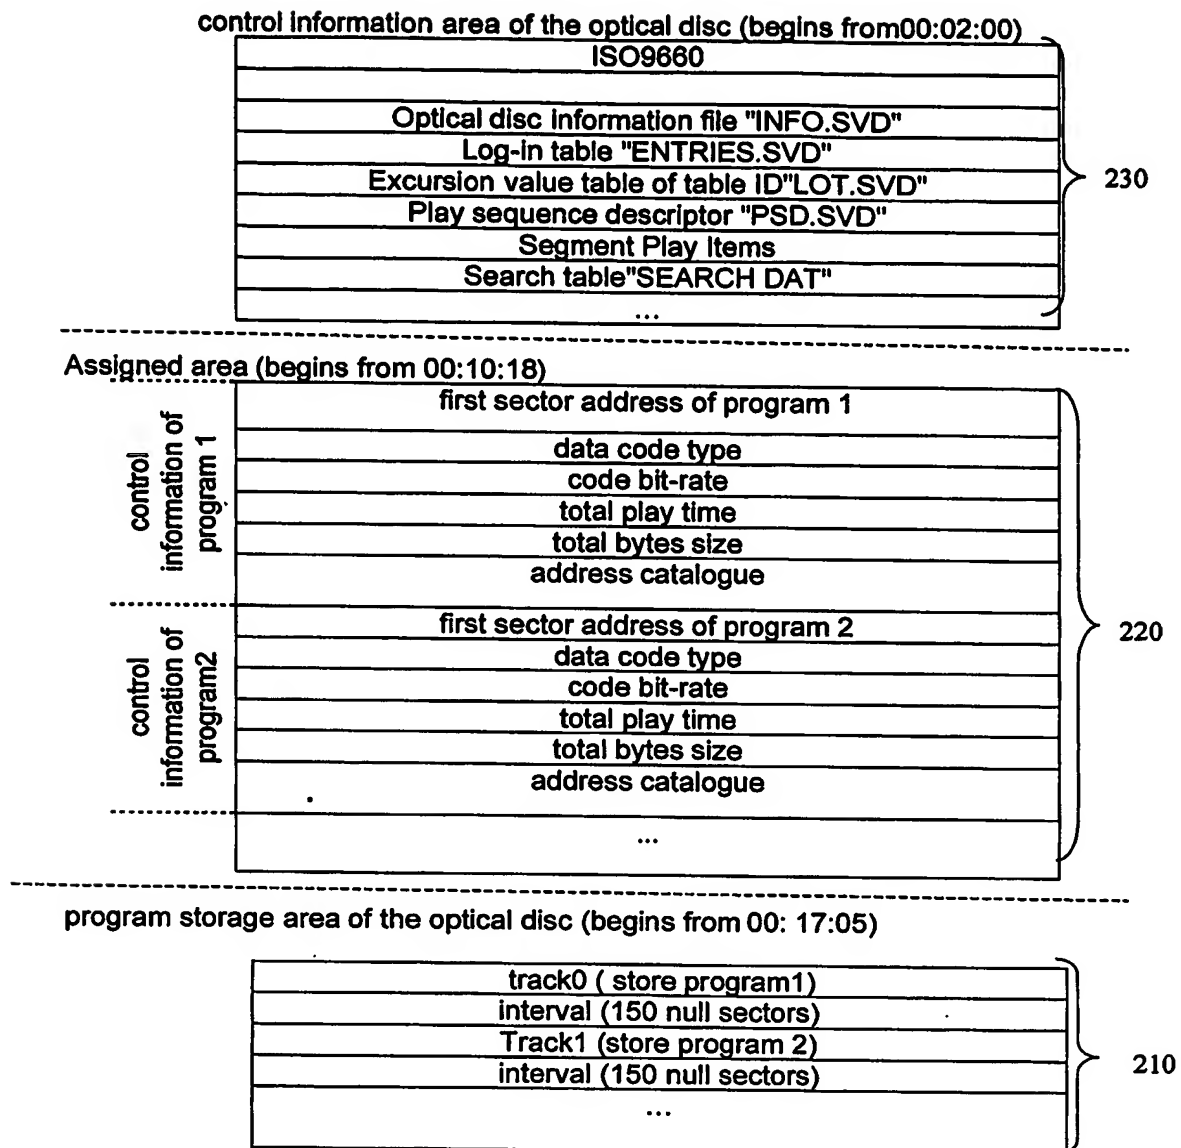 control information area of the optical disc (begins from00:02:00)
ISO9660
Optical disc information file "INFO.SVD"
Log-in table "ENTRIES.SVD"
Excursion value table of table ID"LOT.SVD"
Play sequence descriptor "PSD.SVD"
Segment Play Items
Search table"SEARCH DAT"
...
230
Assigned area (begins from 00:10:18)
control
information of
program 1
first sector address of program 1
data code type
code bit-rate
total play time
total bytes size
address catalogue
control
information of
program2
first sector address of program 2
data code type
code bit-rate
total play time
total bytes size
address catalogue
...
220
program storage area of the optical disc (begins from 00: 17:05)
track0 ( store program1)
interval (150 null sectors)
Track1 (store program 2)
interval (150 null sectors)
...
210